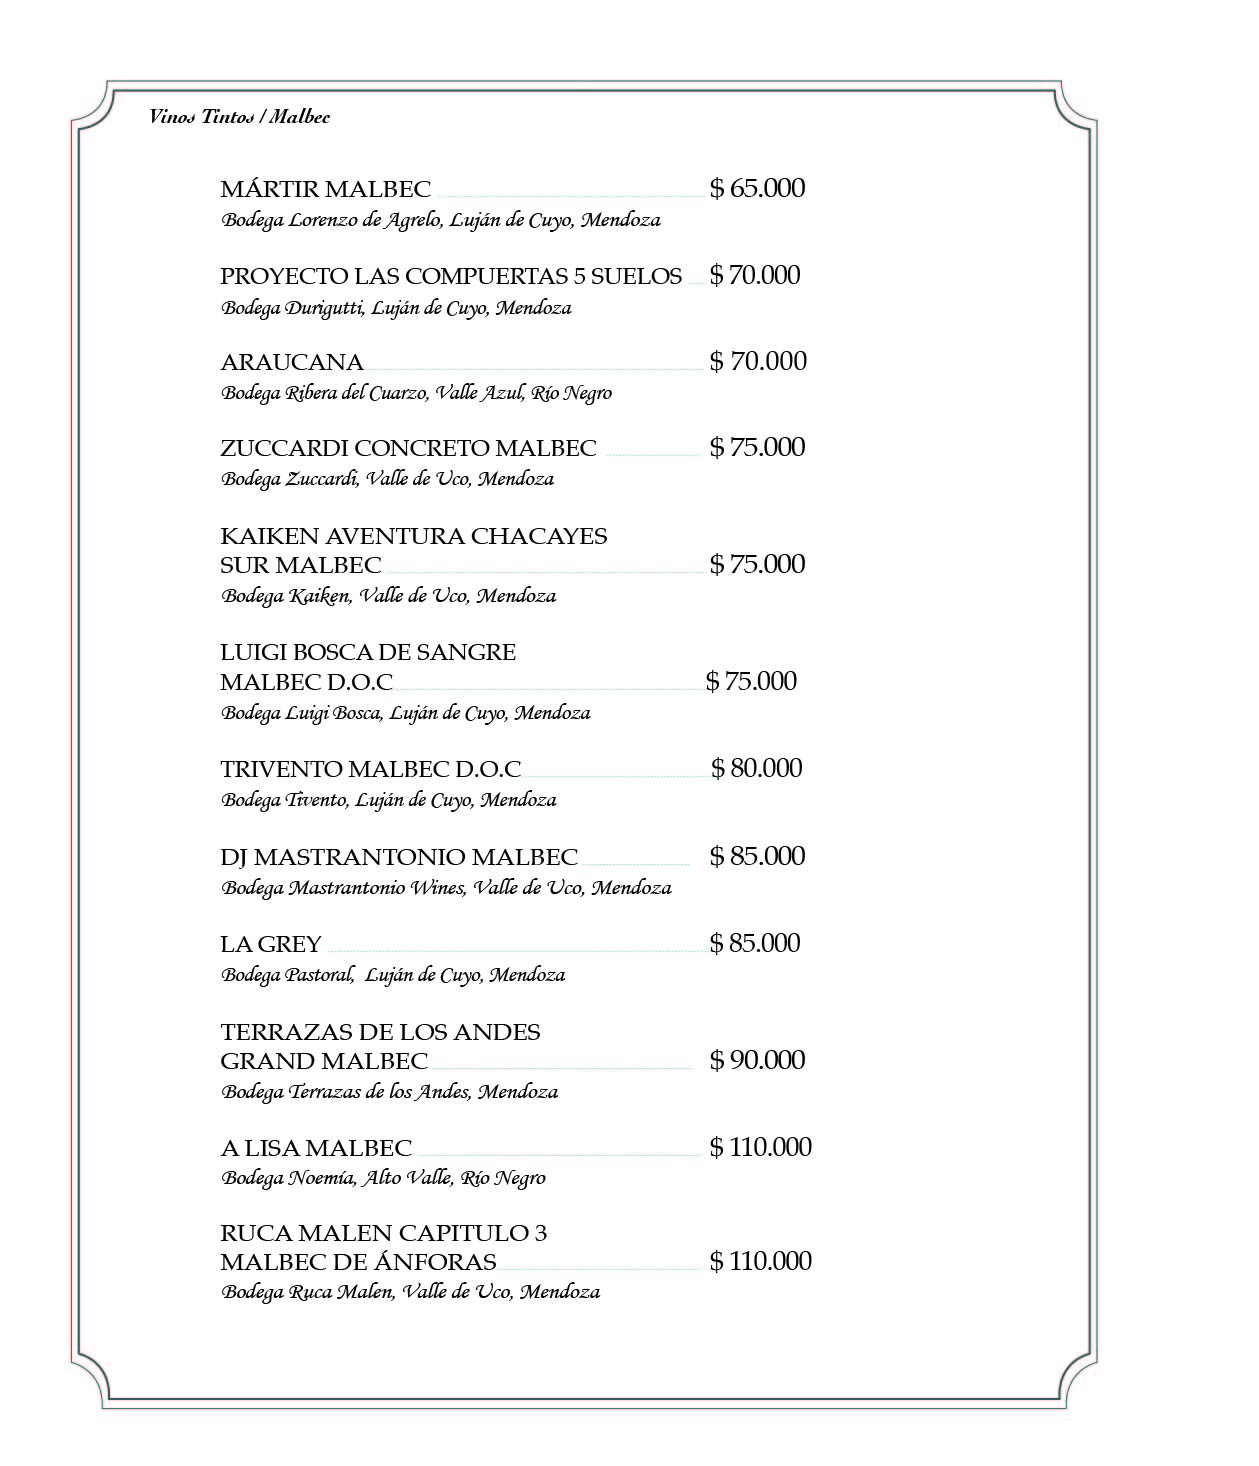 Vinos Tintos / Malbec
MÁRTIR MALBEC $ 65.000
Bodega Lorenzo de Agrelo, Luján de Cuyo, Mendoza
PROYECTO LAS COMPUERTAS 5 SUELOS $ 70.000
Bodega Durigutti, Luján de Cuyo, Mendoza
ARAUCANA $ 70.000
Bodega Ribera del Cuarzo, Valle Azul, Río Negro
ZUCCARDI CONCRETO MALBEC $ 75.000
Bodega Zuccardi, Valle de Uco, Mendoza
KAIKEN AVENTURA CHACAYES
SUR MALBEC $ 75.000
Bodega Kaiken, Valle de Uco, Mendoza
LUIGI BOSCA DE SANGRE
MALBEC D.O.C $ 75.000
Bodega Luigi Bosca, Luján de Cuyo, Mendoza
TRIVENTO MALBEC D.O.C $ 80.000
Bodega Tivento, Luján de Cuyo, Mendoza
DJ MASTRANTONIO MALBEC $ 85.000
Bodega Mastrantonio Wines, Valle de Uco, Mendoza
LA GREY $ 85.000
Bodega Pastoral, Luján de Cuyo, Mendoza
TERRAZAS DE LOS ANDES
GRAND MALBEC $ 90.000
Bodega Terrazas de los Andes, Mendoza
A LISA MALBEC $ 110.000
Bodega Noemía, Alto Valle, Río Negro
RUCA MALEN CAPITULO 3
MALBEC DE ÁNFORAS $ 110.000
Bodega Ruca Malen, Valle de Uco, Mendoza